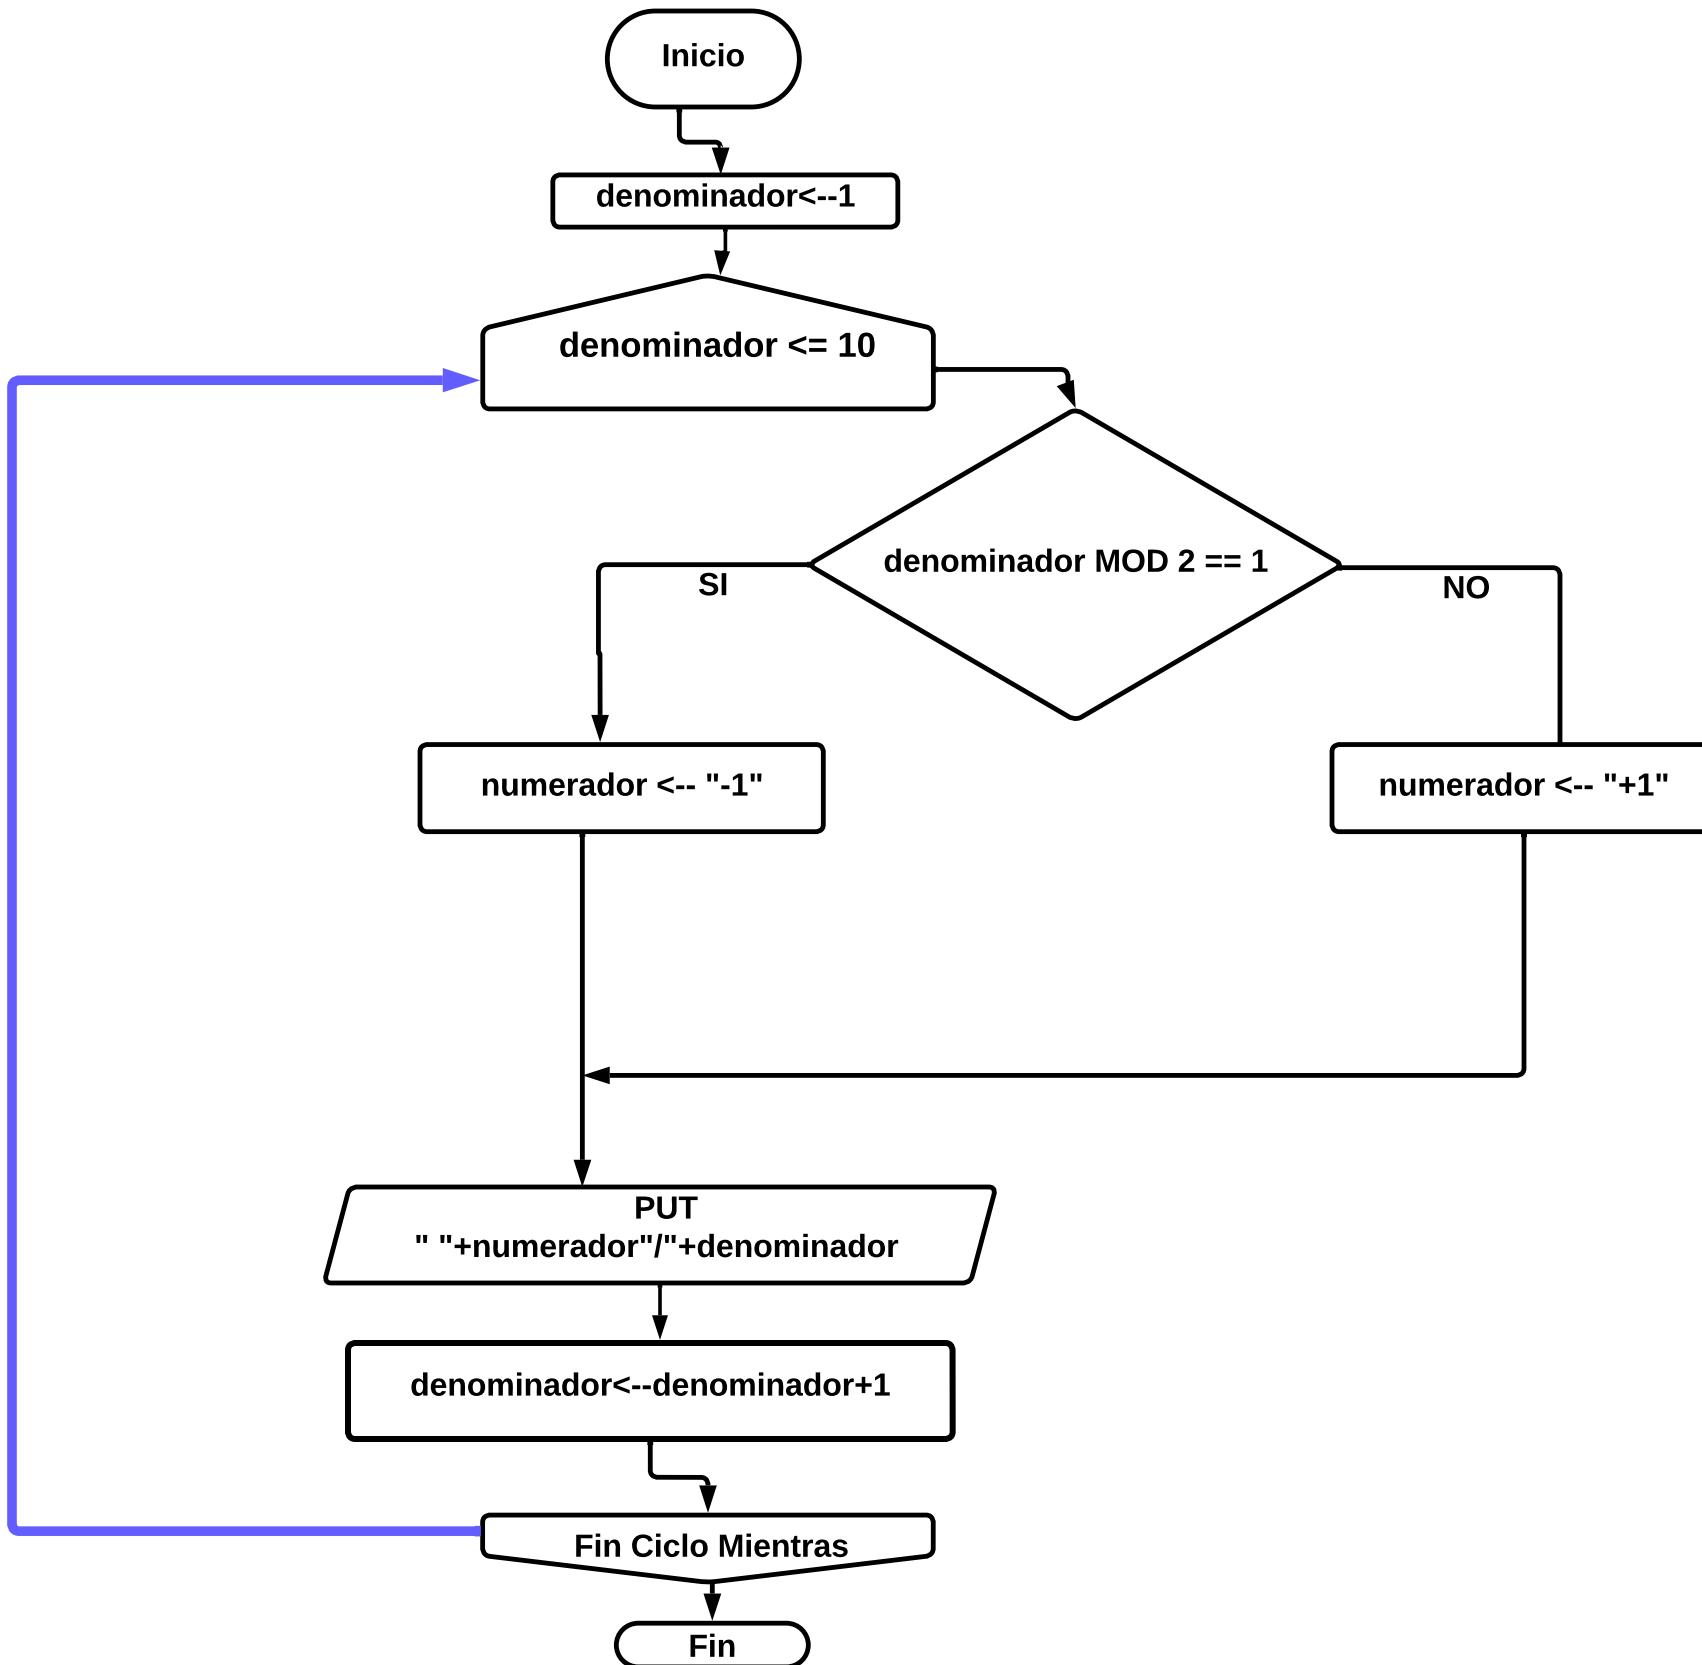 Inicio
denominador<--1
denominador <= 10
denominador MOD 2 == 1
SI
NO
numerador <-- "-1"
numerador <-- "+1"
PUT
" "+numerador"/"+denominador
denominador<--denominador+1
Fin Ciclo Mientras
Fin